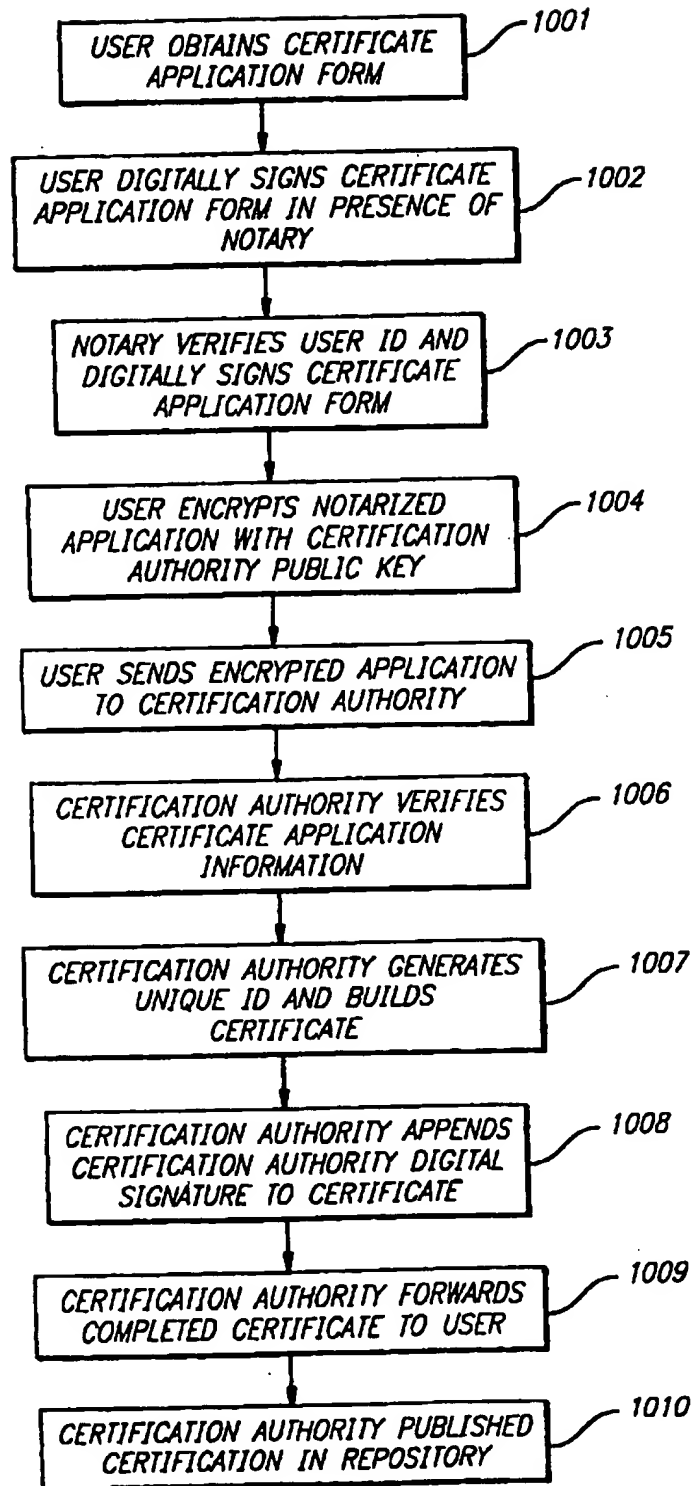 USER OBTAINS CERTIFICATE
APPLICATION FORM
1001
USER DIGITALLY SIGNS CERTIFICATE
APPLICATION FORM IN PRESENCE OF
NOTARY
1002
NOTARY VERIFIES USER ID AND
DIGITALLY SIGNS CERTIFICATE
APPLICATION FORM
1003
USER ENCRYPTS NOTARIZED
APPLICATION WITH CERTIFICATION
AUTHORITY PUBLIC KEY
1004
USER SENDS ENCRYPTED APPLICATION
TO CERTIFICATION AUTHORITY
1005
CERTIFICATION AUTHORITY VERIFIES
CERTIFICATE APPLICATION
INFORMATION
1006
CERTIFICATION AUTHORITY GENERATES
UNIQUE ID AND BUILDS
CERTIFICATE
1007
CERTIFICATION AUTHORITY APPENDS
CERTIFICATION AUTHORITY DIGITAL
SIGNATURE TO CERTIFICATE
1008
CERTIFICATION AUTHORITY FORWARDS
COMPLETED CERTIFICATE TO USER
1009
CERTIFICATION AUTHORITY PUBLISHED
CERTIFICATION IN REPOSITORY
1010